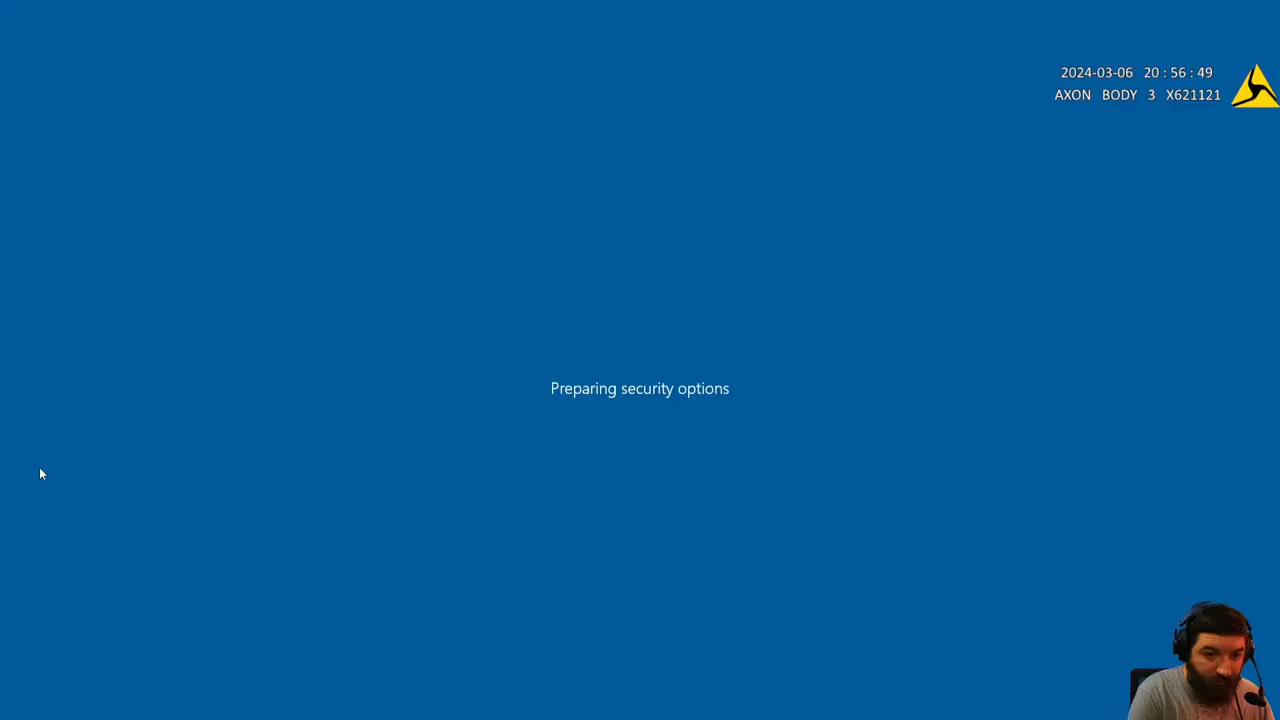 2024-03-06 20 : 56 : 49
AXON BODY 3 X621121
Preparing security options